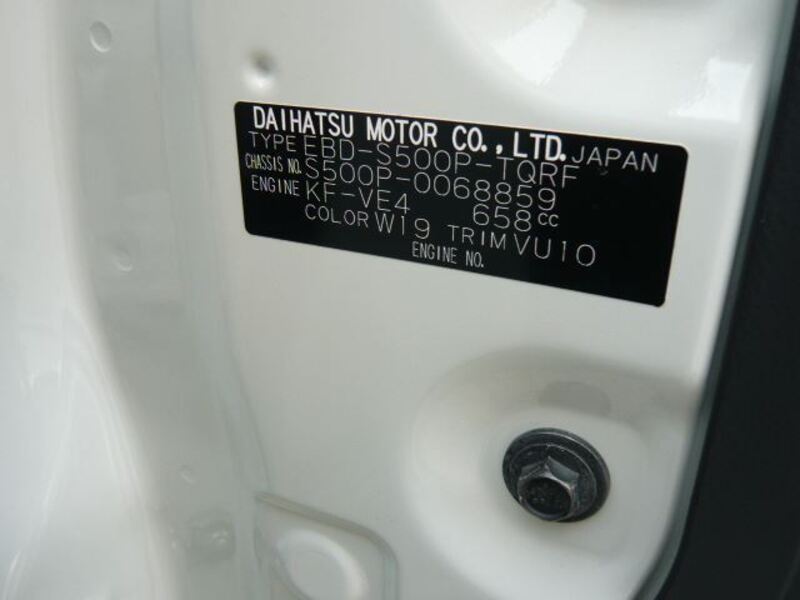 DAIHATSU MOTOR CO., LTD. JAPAN
TYPE EBD-S500P-TQRF
CHASSIS NO. S500P-0068859
ENGINE KF-VE4 658cc
COLOR W19 TRIM VU10
ENGINE NO.